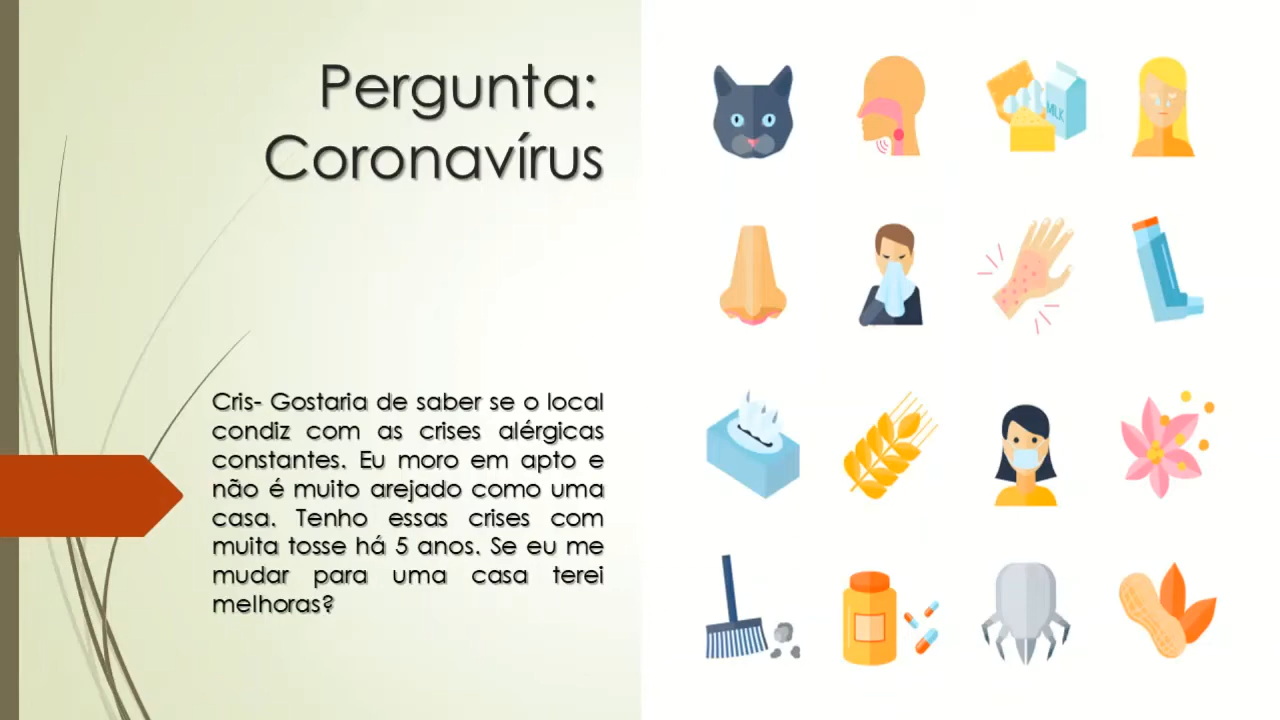 Pergunta:
Coronavírus
Cris- Gostaria de saber se o local
condiz com as crises alérgicas
constantes. Eu moro em apto e
não é muito arejado como uma
casa. Tenho essas crises com
muita tosse há 5 anos. Se eu me
mudar para uma casa terei
melhoras?
MILK